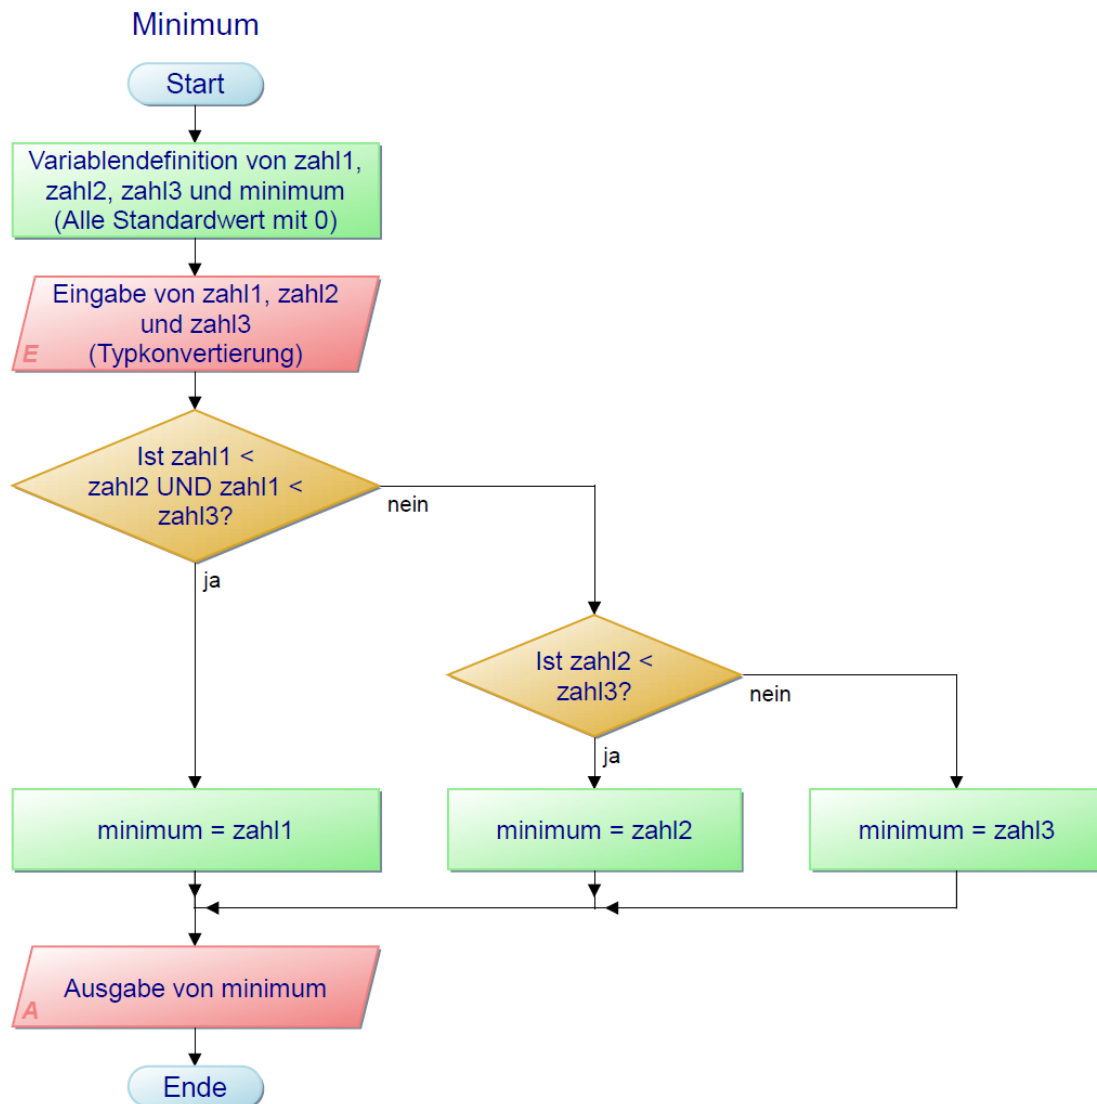 Minimum
Start
Variablendefinition von zahl1,
zahl2, zahl3 und minimum
(Alle Standardwert mit 0)
Eingabe von zahl1, zahl2
und zahl3
(Typkonvertierung)
E
Ist zahl1 <
zahl2 UND zahl1 <
zahl3?
nein
ja
Ist zahl2 <
zahl3?
nein
ja
minimum = zahl1
minimum = zahl2
minimum = zahl3
Ausgabe von minimum
A
Ende